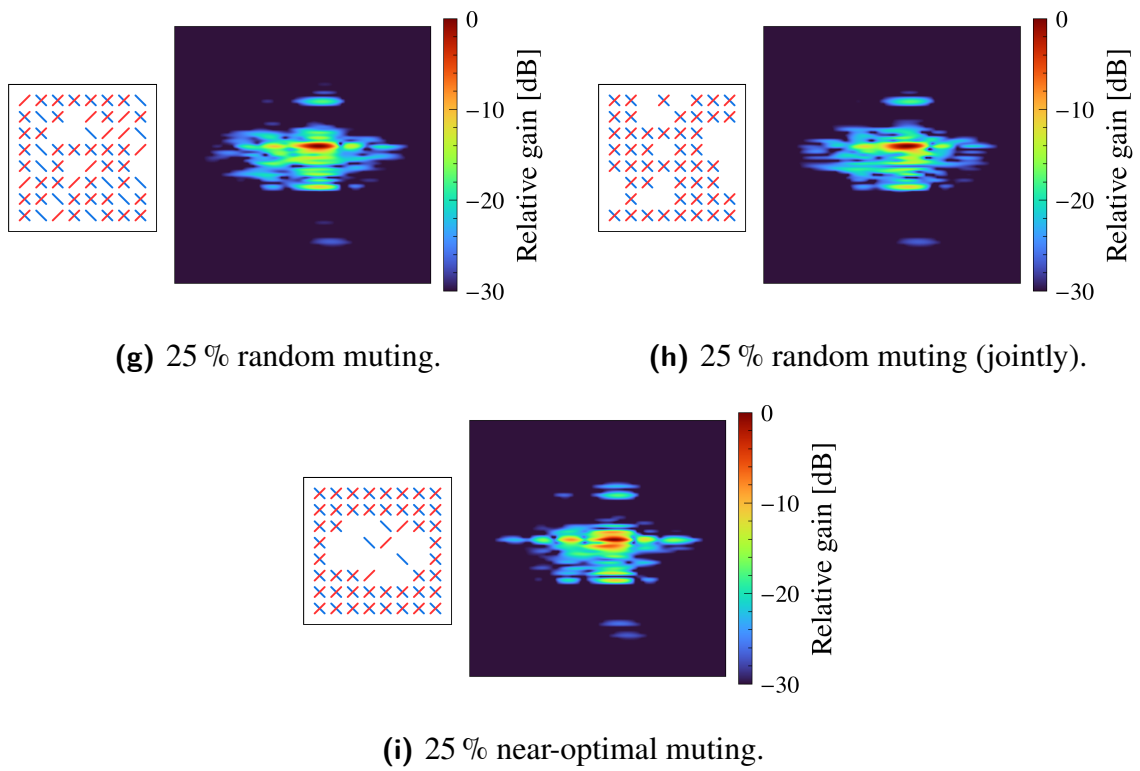 0
−10
−20
−30
Relative gain [dB]
0
−10
−20
−30
Relative gain [dB]
(g) 25 % random muting.
(h) 25 % random muting (jointly).
0
−10
−20
−30
Relative gain [dB]
(i) 25 % near-optimal muting.